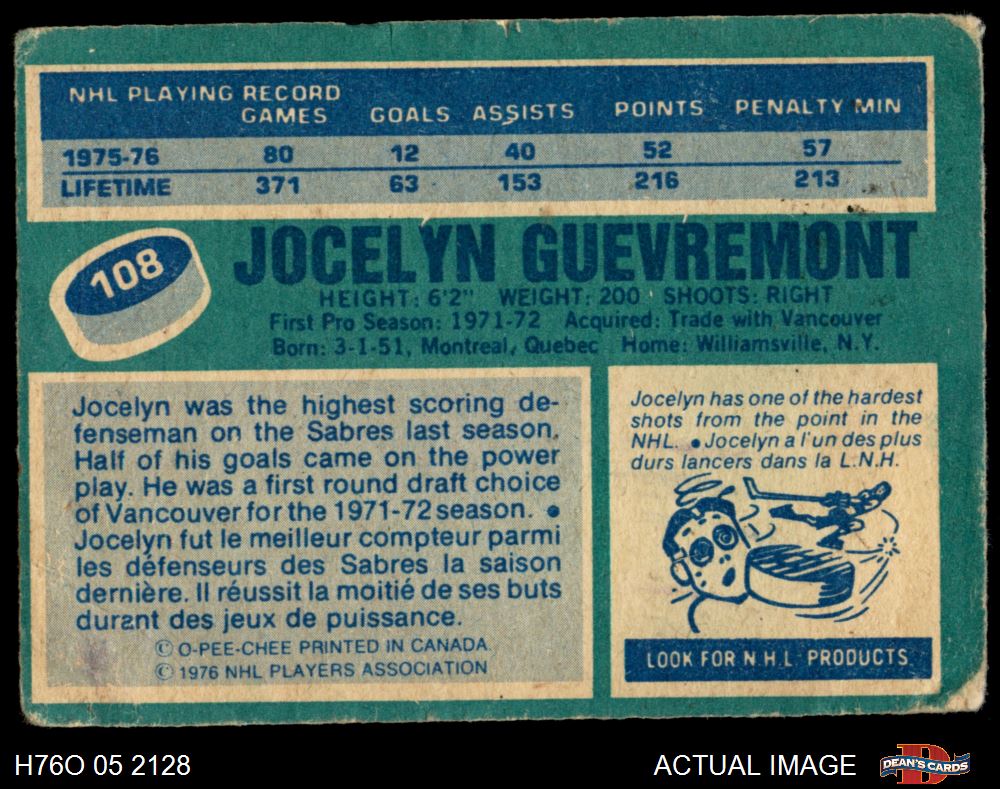 NHL PLAYING RECORD
GAMES GOALS ASSISTS POINTS PENALTY MIN
1975-76 80 12 40 52 57
LIFETIME 371 63 153 216 213
108
JOCELYN GUEVREMONT
HEIGHT: 6'2" WEIGHT: 200 SHOOTS: RIGHT
First Pro Season: 1971-72 Acquired: Trade with Vancouver
Born: 3-1-51, Montreal, Quebec Home: Williamsville, N.Y.
Jocelyn was the highest scoring de-
fenseman on the Sabres last season.
Half of his goals came on the power
play. He was a first round draft choice
of Vancouver for the 1971-72 season. •
Jocelyn fut le meilleur compteur parmi
les défenseurs des Sabres la saison
dernière. Il réussit la moitié de ses buts
durant des jeux de puissance.
© O-PEE-CHEE PRINTED IN CANADA
© 1976 NHL PLAYERS ASSOCIATION
Jocelyn has one of the hardest
shots from the point in the
NHL. • Jocelyn a l'un des plus
durs lancers dans la L.N.H.
LOOK FOR N.H.L. PRODUCTS
H76O 05 2128
ACTUAL IMAGE
DEAN'S CARDS